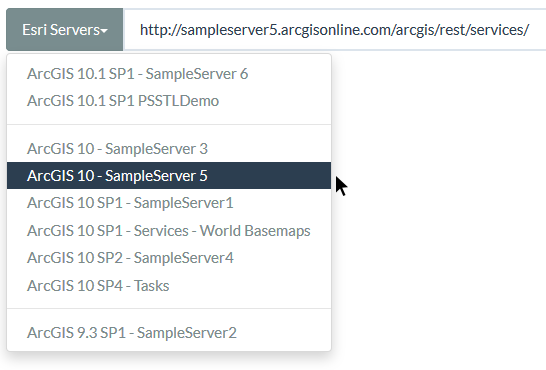 Esri Servers http://sampleserver5.arcgisonline.com/arcgis/rest/services/
ArcGIS 10.1 SP1 - SampleServer 6
ArcGIS 10.1 SP1 PSSTLDemo
ArcGIS 10 - SampleServer 3
ArcGIS 10 - SampleServer 5
ArcGIS 10 SP1 - SampleServer1
ArcGIS 10 SP1 - Services - World Basemaps
ArcGIS 10 SP2 - SampleServer4
ArcGIS 10 SP4 - Tasks
ArcGIS 9.3 SP1 - SampleServer2